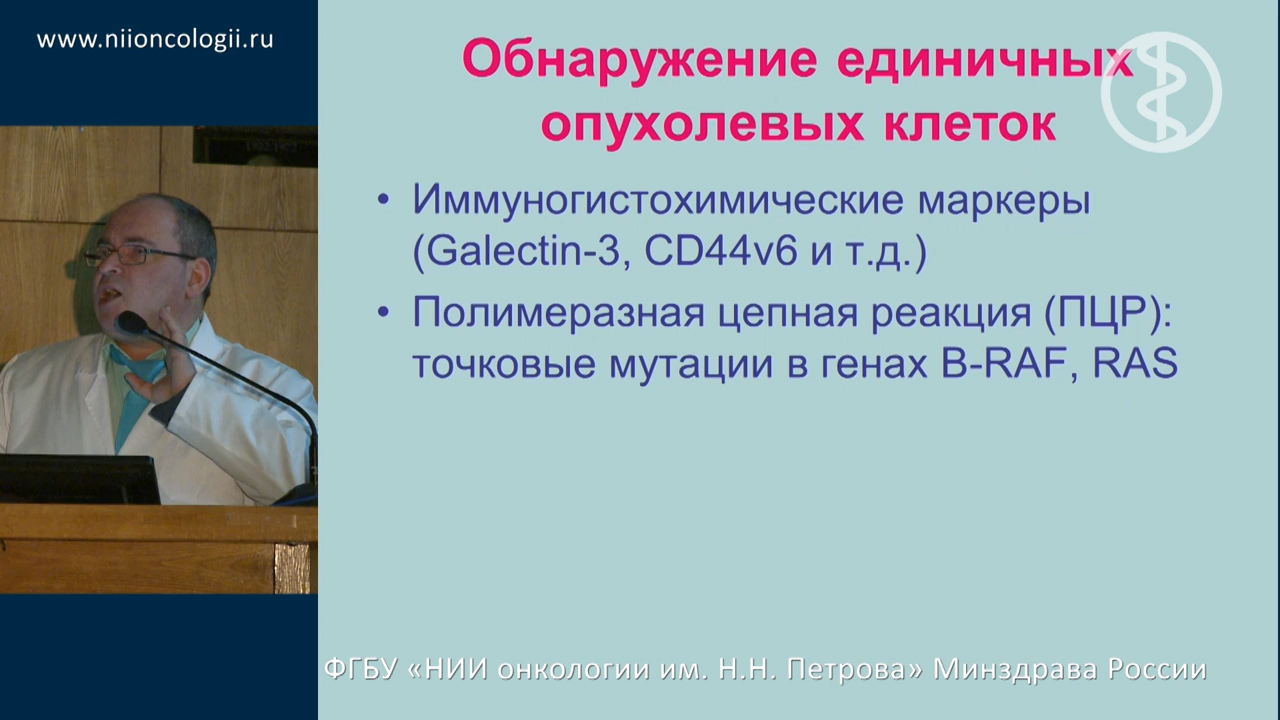 www.niioncologii.ru
Обнаружение единичных
опухолевых клеток
• Иммуногистохимические маркеры
(Galectin-3, CD44v6 и т.д.)
• Полимеразная цепная реакция (ПЦР):
точковые мутации в генах B-RAF, RAS
ФГБУ «НИИ онкологии им. Н.Н. Петрова» Минздрава России